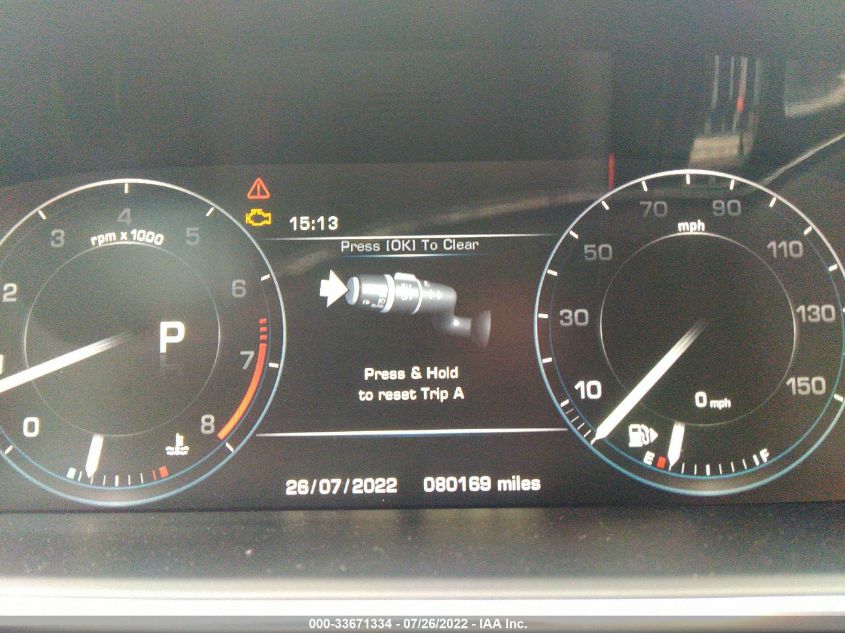 15:13
Press [OK] To Clear
Press & Hold
to reset Trip A
26/07/2022 080169 miles
rpm x 1000
0
2
3
4
5
6
7
8
P
mph
10
30
50
70
90
110
130
150
0 mph
E
F
000-33671334 - 07/26/2022 - IAA Inc.